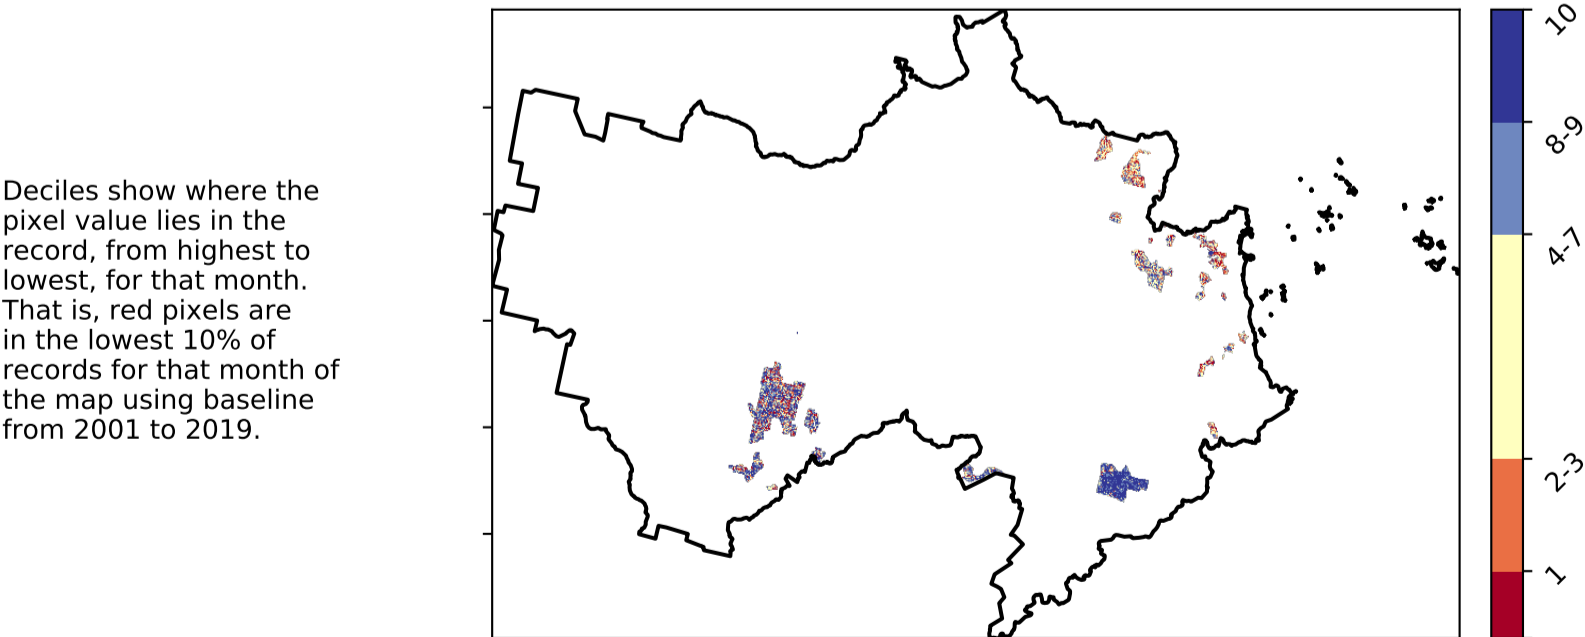 Deciles show where the
pixel value lies in the
record, from highest to
lowest, for that month.
That is, red pixels are
in the lowest 10% of
records for that month of
the map using baseline
from 2001 to 2019.
10
8-9
4-7
2-3
1